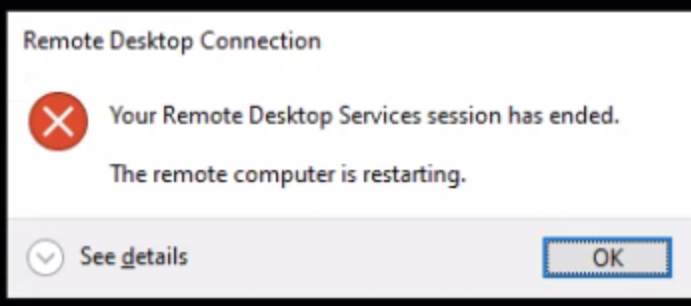 Remote Desktop Connection
Your Remote Desktop Services session has ended.
The remote computer is restarting.
See details
OK